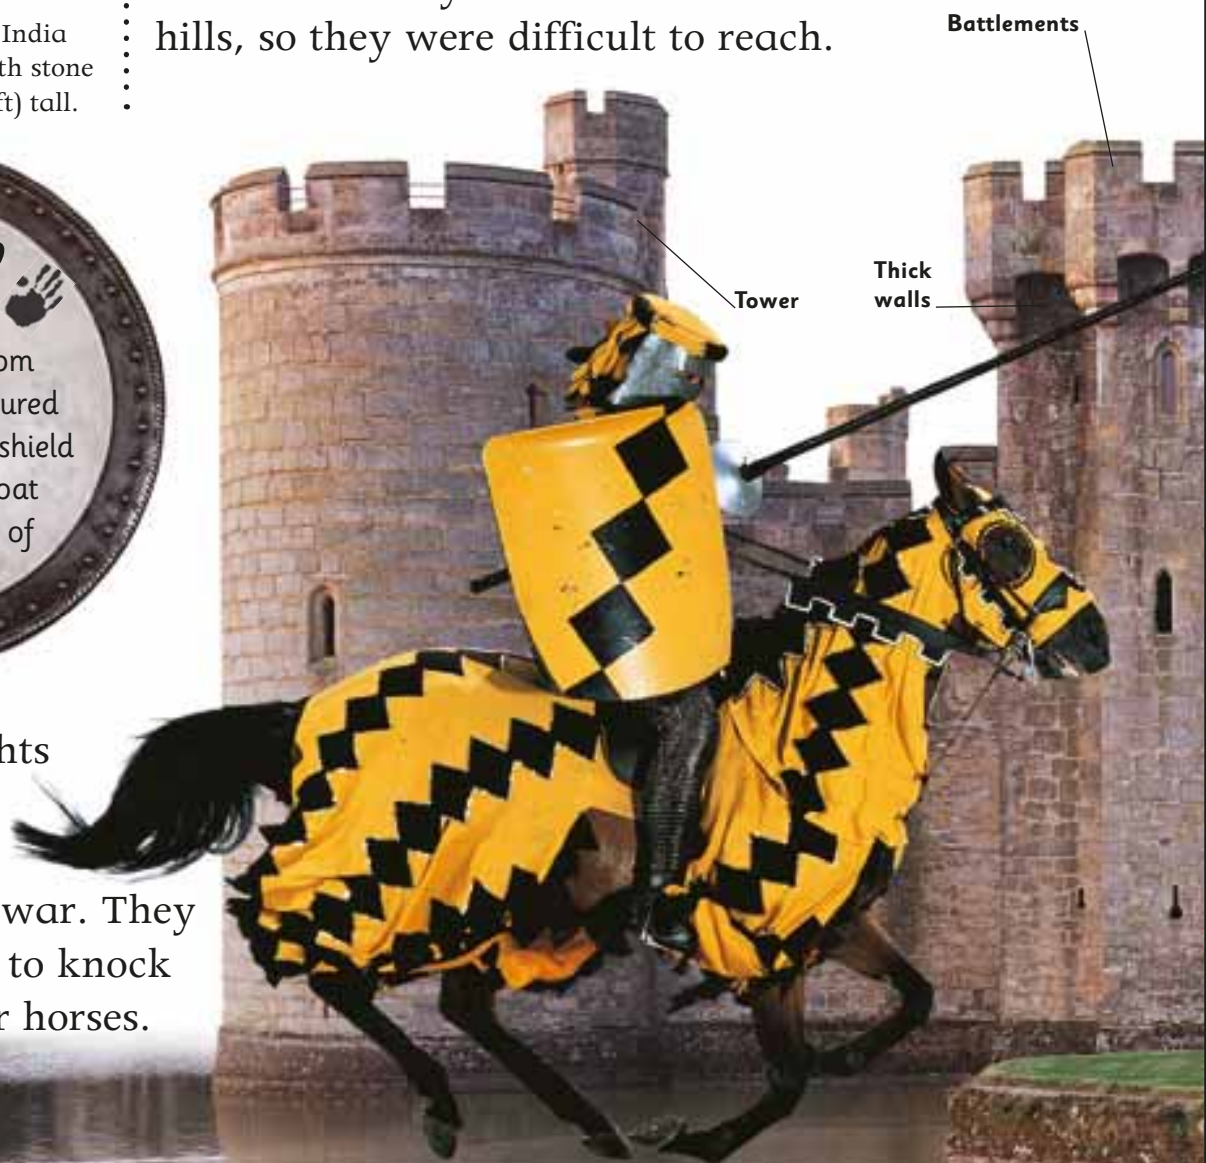 India
th stone
ft) tall.
hills, so they were difficult to reach.
Battlements
Thick
walls
Tower
om
ured
shield
oat
of
hts
war. They
to knock
r horses.